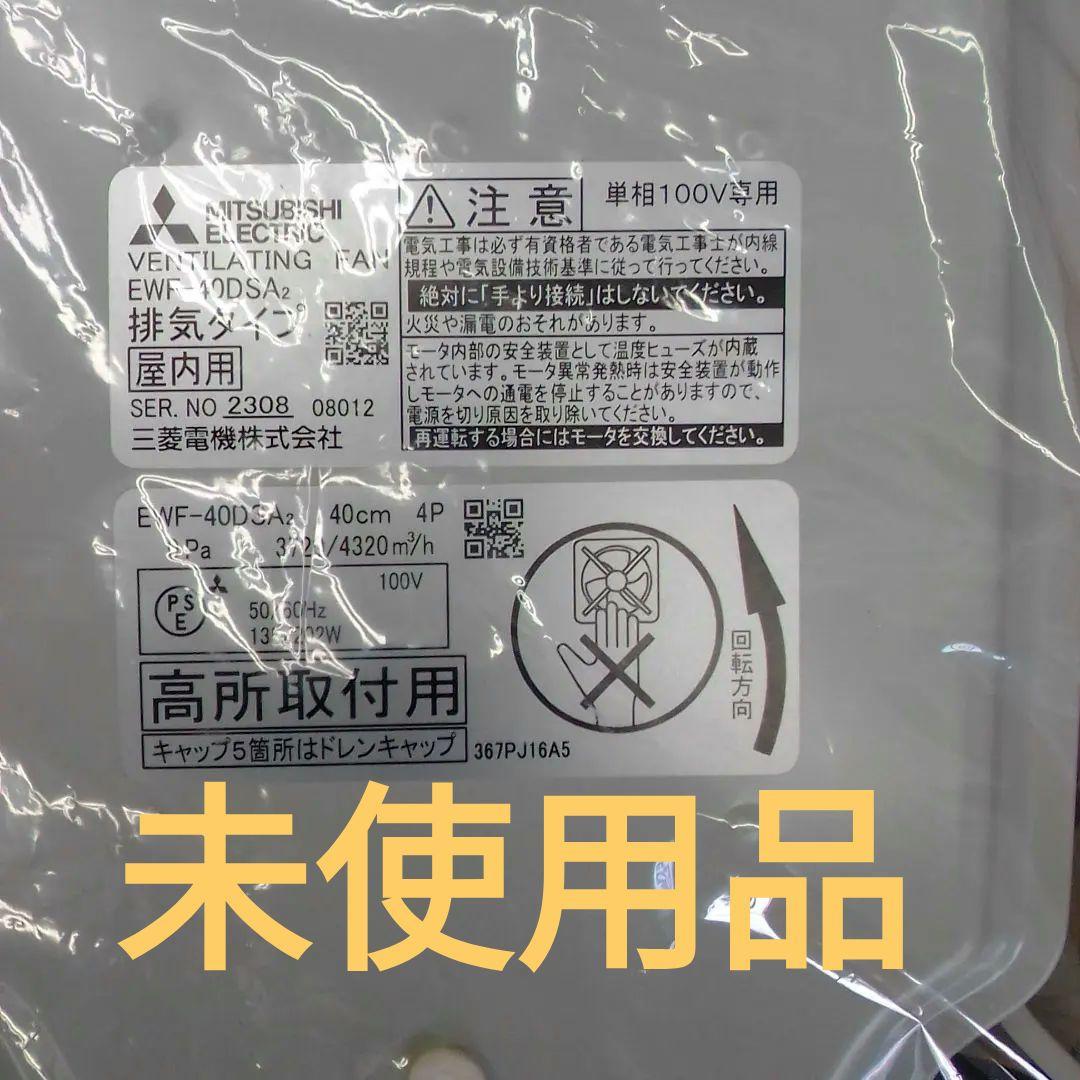 MITSUBISHI
ELECTRIC
VENTILATING FAN
EWF-40DSA₂
排気タイプ
屋内用
SER. NO 2308 08012
三菱電機株式会社
注意
単相100V専用
電気工事は必ず有資格者である電気工事士が内線
規程や電気設備技術基準に従って行ってください。
絶対に「手より接続」はしないでください。
火災や漏電のおそれがあります。
モータ内部の安全装置として温度ヒューズが内蔵
されています。モータ異常発熱時は安全装置が動作
しモータへの通電を停止することがありますので、
電源を切り原因を取り除いてください。
再運転する場合にはモータを交換してください。
EWF-40DSA₂ 40cm 4P
/4320m³/h
100V
PS
E
50/60Hz
高所取付用
キャップ5箇所はドレンキャップ
367PJ16A5
回転方向
未使用品